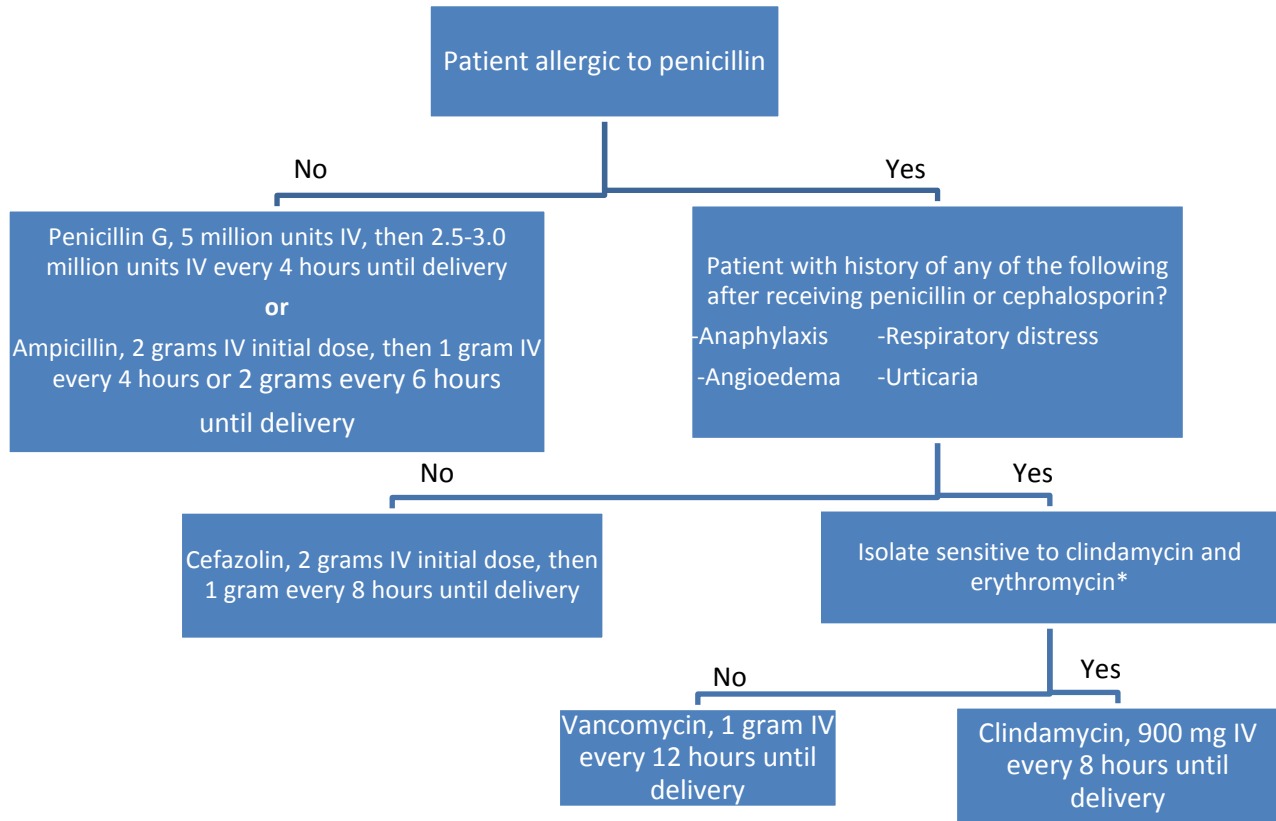 Patient allergic to penicillin
No
Yes
Penicillin G, 5 million units IV, then 2.5-3.0
million units IV every 4 hours until delivery
or
Ampicillin, 2 grams IV initial dose, then 1 gram IV
every 4 hours or 2 grams every 6 hours
until delivery
Patient with history of any of the following
after receiving penicillin or cephalosporin?
-Anaphylaxis -Respiratory distress
-Angioedema -Urticaria
No
Yes
Cefazolin, 2 grams IV initial dose, then
1 gram every 8 hours until delivery
Isolate sensitive to clindamycin and
erythromycin*
No
Yes
Vancomycin, 1 gram IV
every 12 hours until
delivery
Clindamycin, 900 mg IV
every 8 hours until
delivery